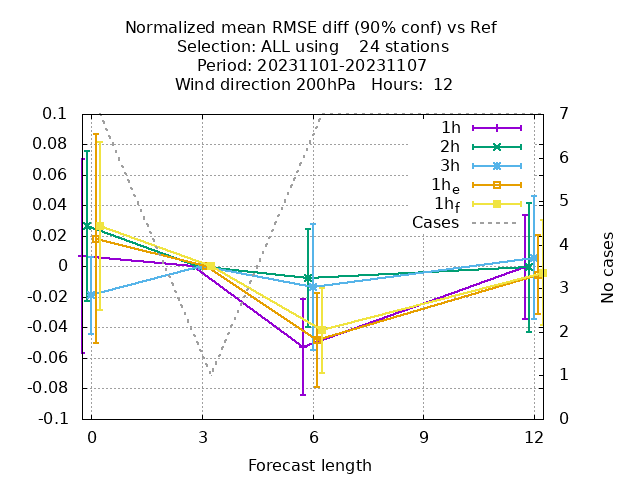 Normalized mean RMSE diff (90% conf) vs Ref
Selection: ALL using    24 stations
Period: 20231101-20231107
Wind direction 200hPa   Hours:  12
0.1
0.08
0.06
0.04
0.02
0
-0.02
-0.04
-0.06
-0.08
-0.1
7
6
5
4
3
2
1
0
1h
2h
3h
1he
1hf
Cases
No cases
0 3 6 9 12
Forecast length